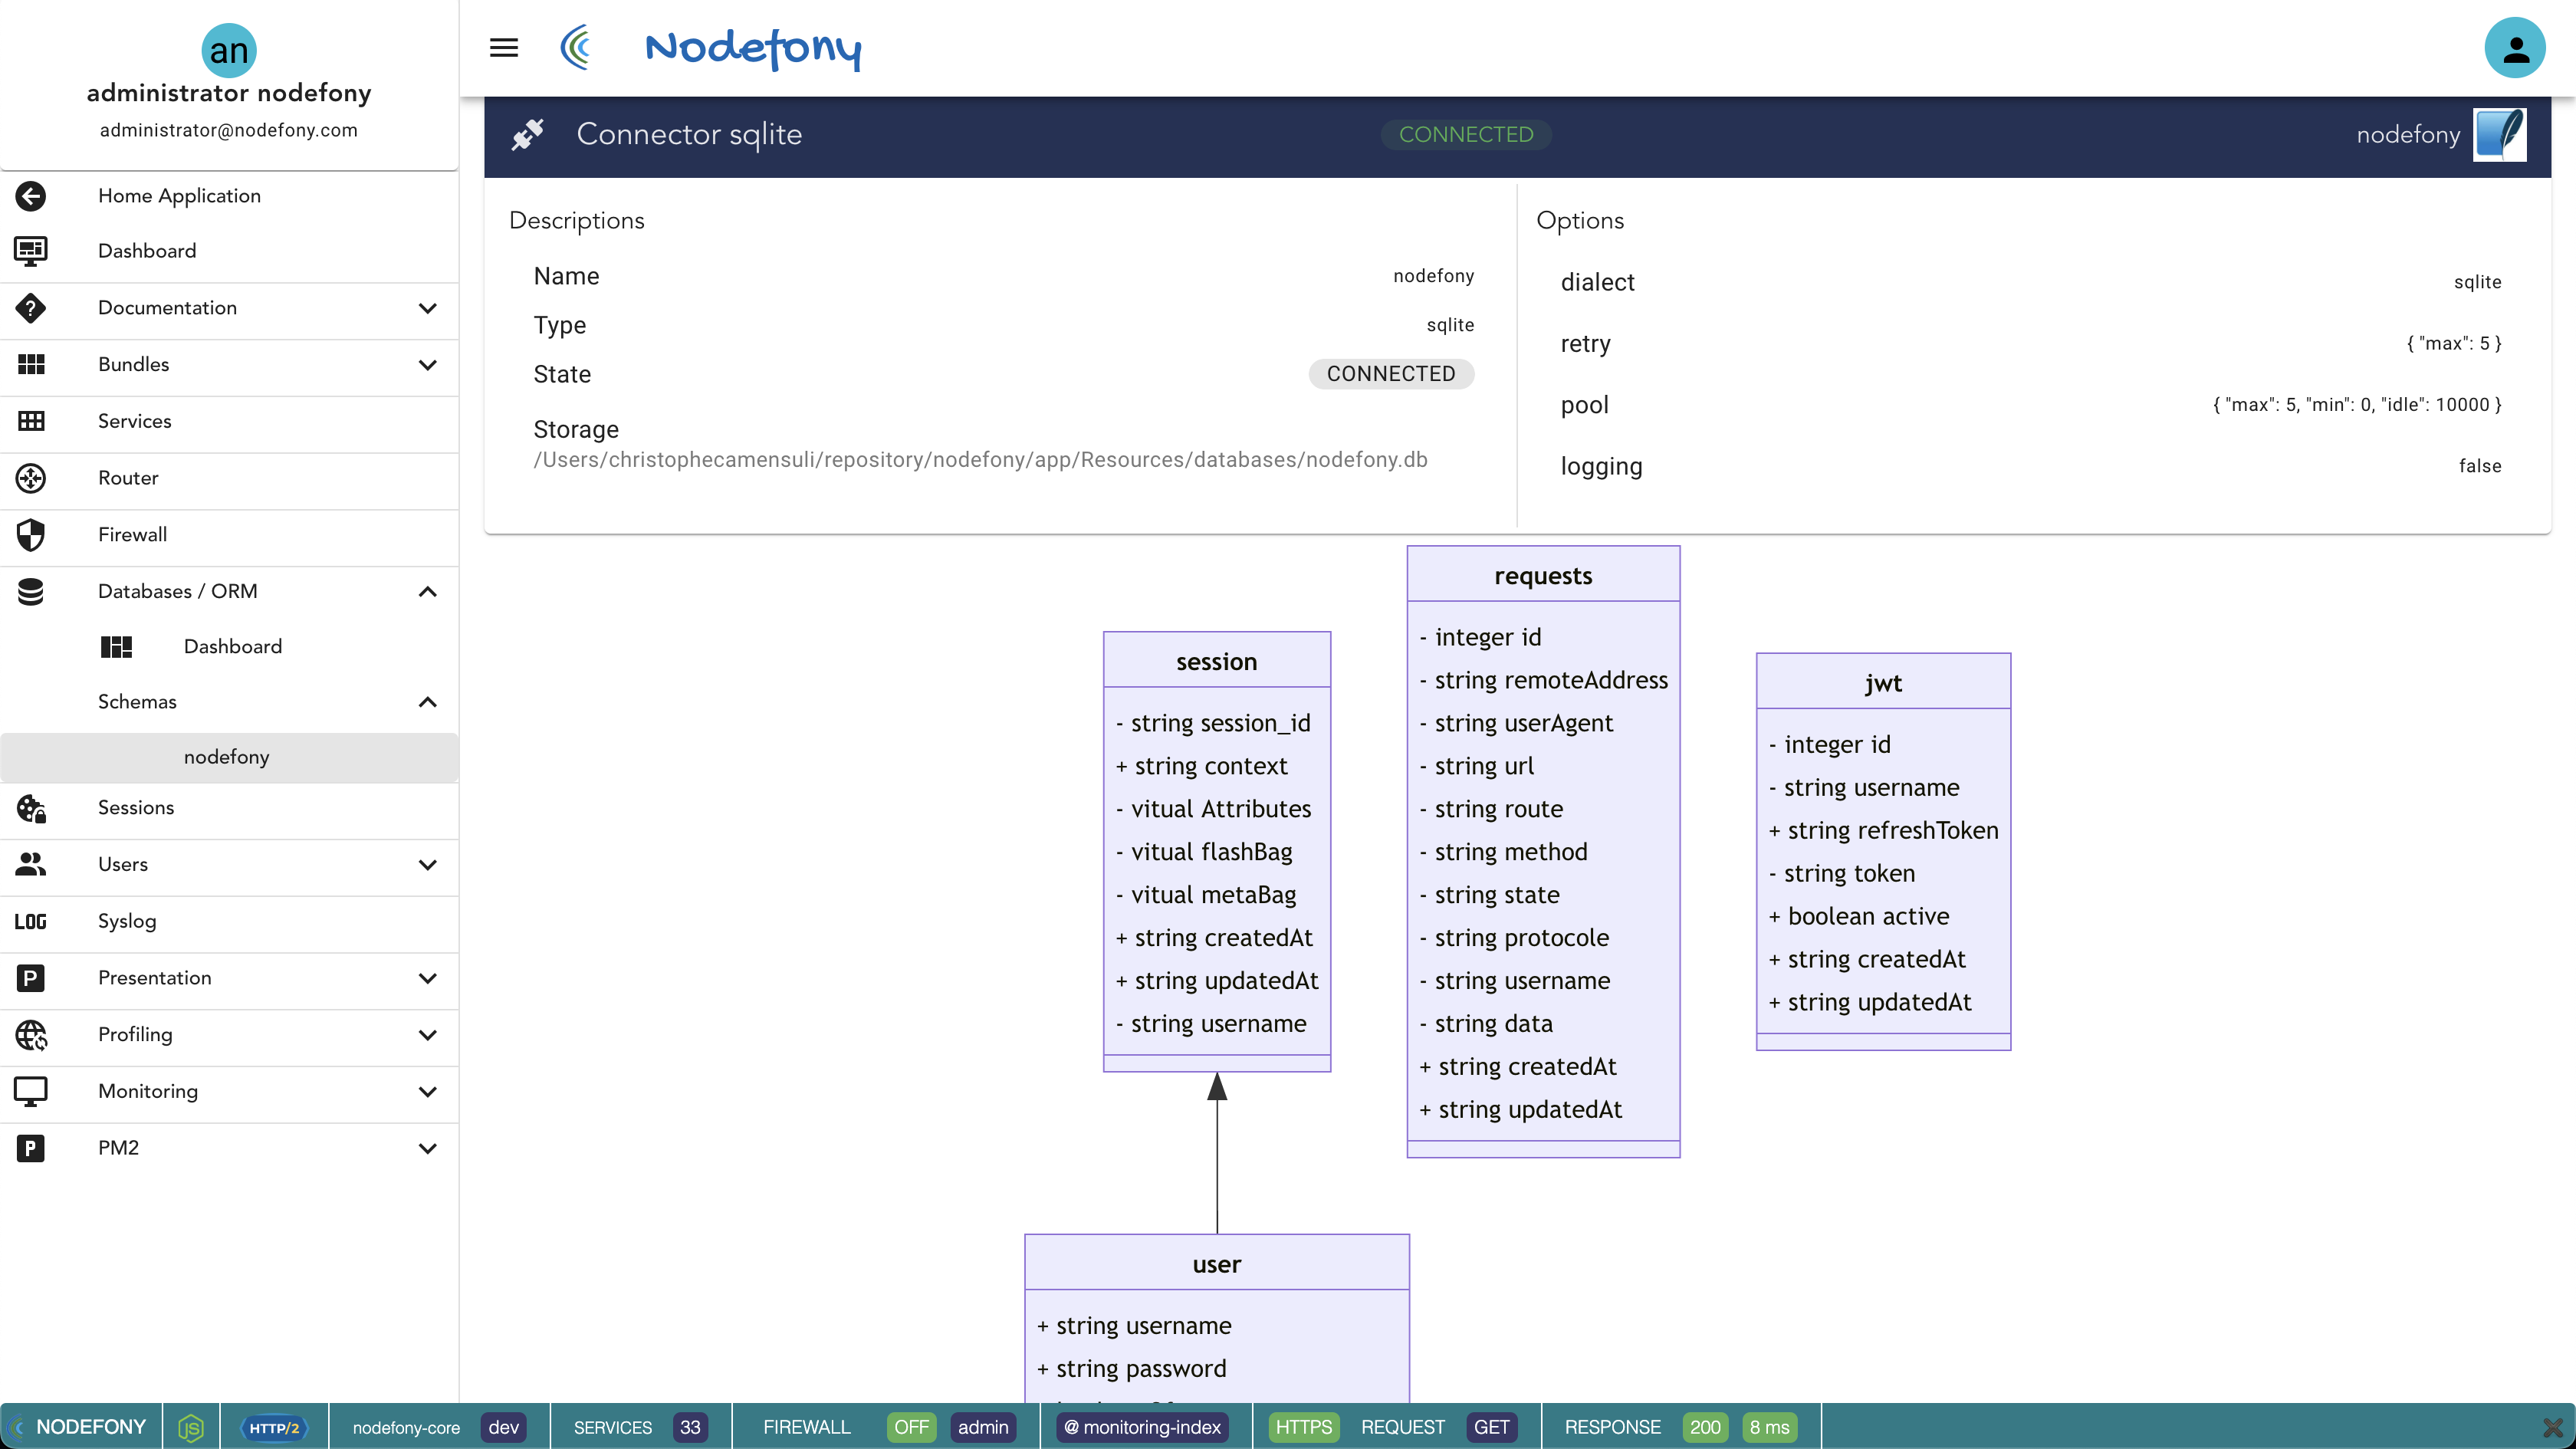 an
administrator nodefony
administrator@nodefony.com
Home Application
Dashboard
Documentation
Bundles
Services
Router
Firewall
Databases / ORM
Dashboard
Schemas
nodefony
Sessions
Users
LOG Syslog
P Presentation
Profiling
Monitoring
P PM2
Nodefony
Connector sqlite CONNECTED nodefony
Descriptions
Name nodefony
Type sqlite
State CONNECTED
Storage
/Users/christophecamensuli/repository/nodefony/app/Resources/databases/nodefony.db
Options
dialect sqlite
retry { "max": 5 }
pool { "max": 5, "min": 0, "idle": 10000 }
logging false
session
- string session_id
+ string context
- vitual Attributes
- vitual flashBag
- vitual metaBag
+ string createdAt
+ string updatedAt
- string username
requests
- integer id
- string remoteAddress
- string userAgent
- string url
- string route
- string method
- string state
- string protocole
- string username
- string data
+ string createdAt
+ string updatedAt
jwt
- integer id
- string username
+ string refreshToken
- string token
+ boolean active
+ string createdAt
+ string updatedAt
user
+ string username
+ string password
NODEFONY JS HTTP/2 nodefony-core dev SERVICES 33 FIREWALL OFF admin @ monitoring-index HTTPS REQUEST GET RESPONSE 200 8 ms